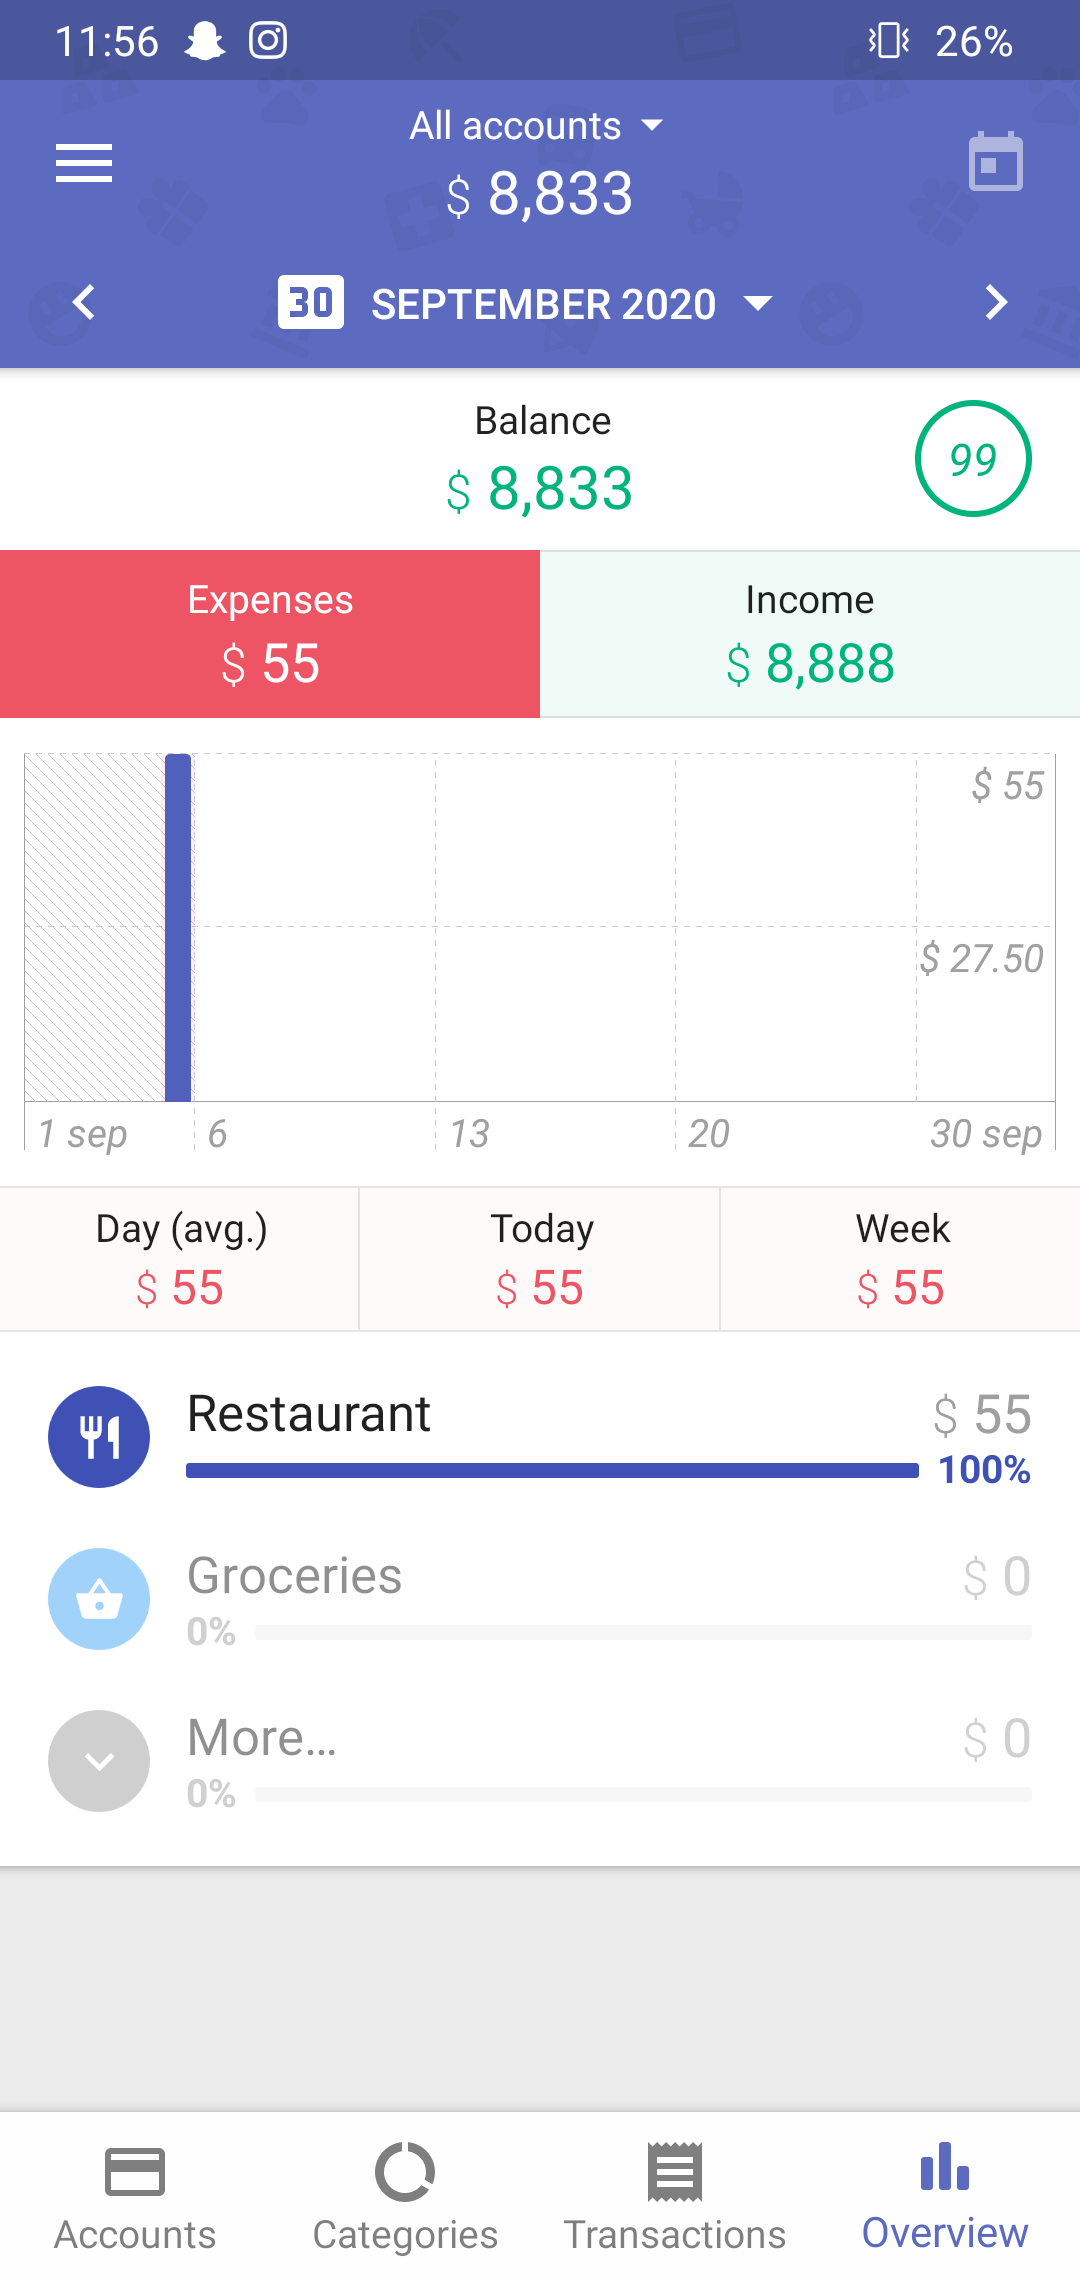 11:56 26%
All accounts
$ 8,833
30 SEPTEMBER 2020
Balance
$ 8,833
99
Expenses
$ 55
Income
$ 8,888
$ 55
$ 27.50
1 sep 6 13 20 30 sep
Day (avg.)
$ 55
Today
$ 55
Week
$ 55
Restaurant $ 55
100%
Groceries $ 0
0%
More... $ 0
0%
Accounts Categories Transactions Overview